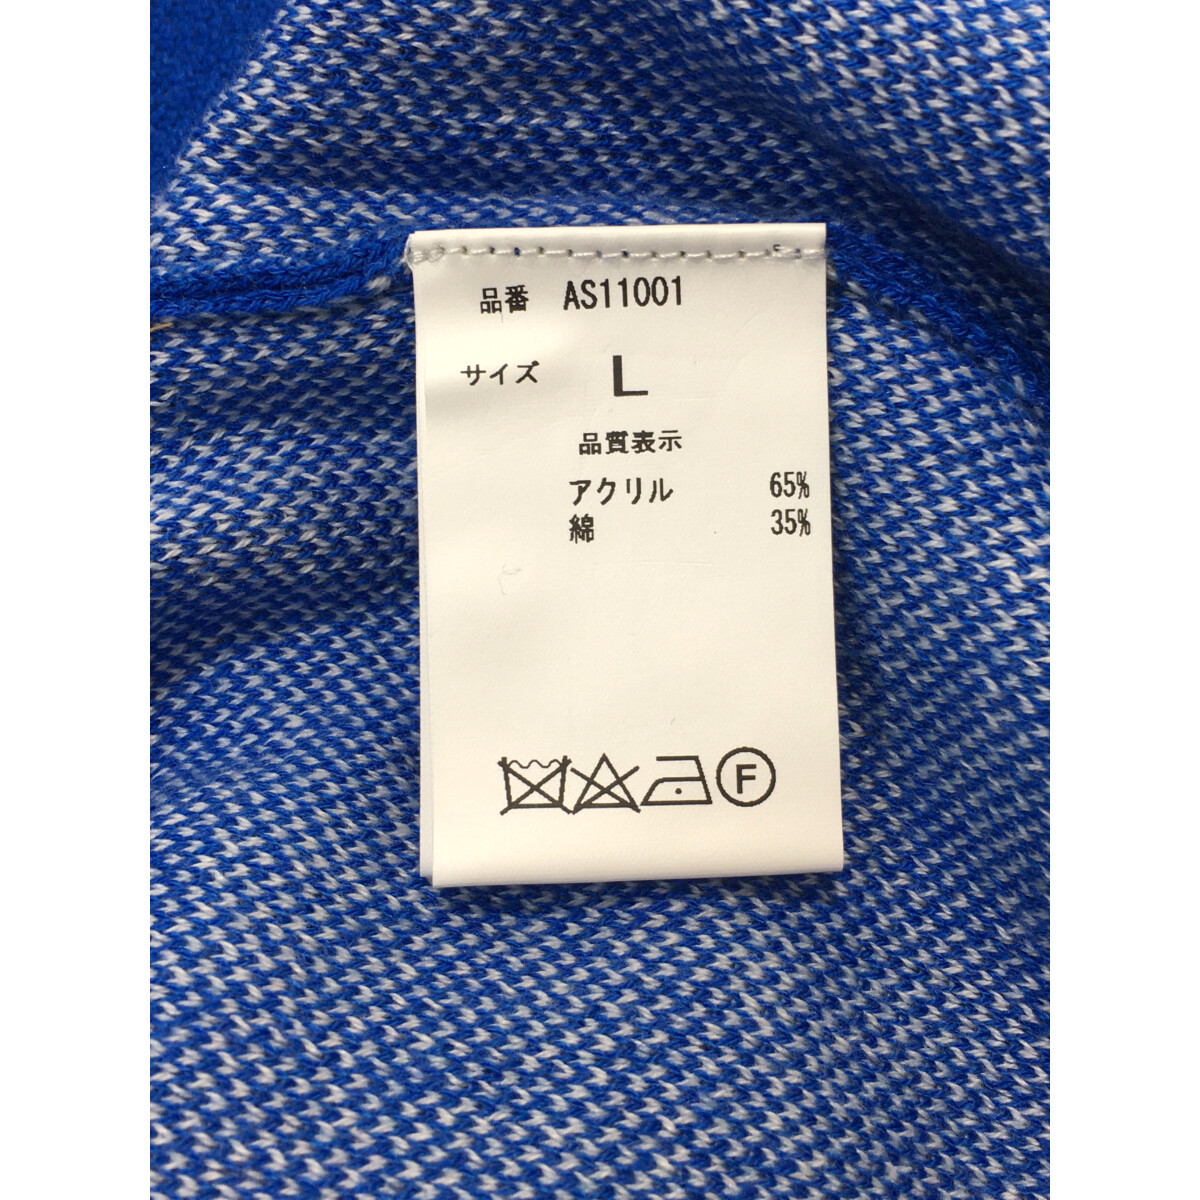 品番 AS11001
サイズ L
品質表示
アクリル 65%
綿 35%
F